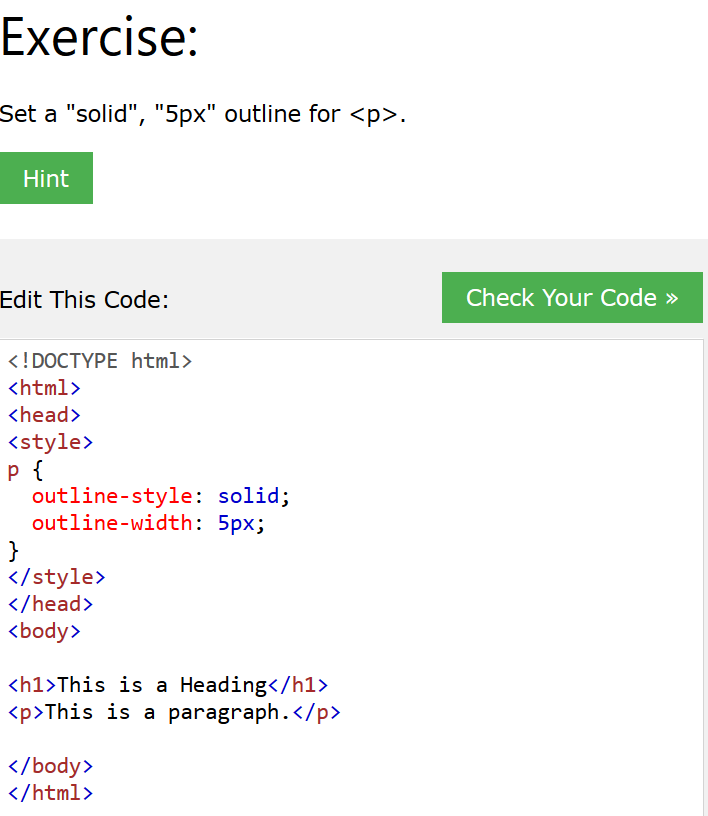 Exercise:
Set a "solid", "5px" outline for <p>.
Hint
Edit This Code:
Check Your Code »
<!DOCTYPE html>
<html>
<head>
<style>
p {
  outline-style: solid;
  outline-width: 5px;
}
</style>
</head>
<body>

<h1>This is a Heading</h1>
<p>This is a paragraph.</p>

</body>
</html>